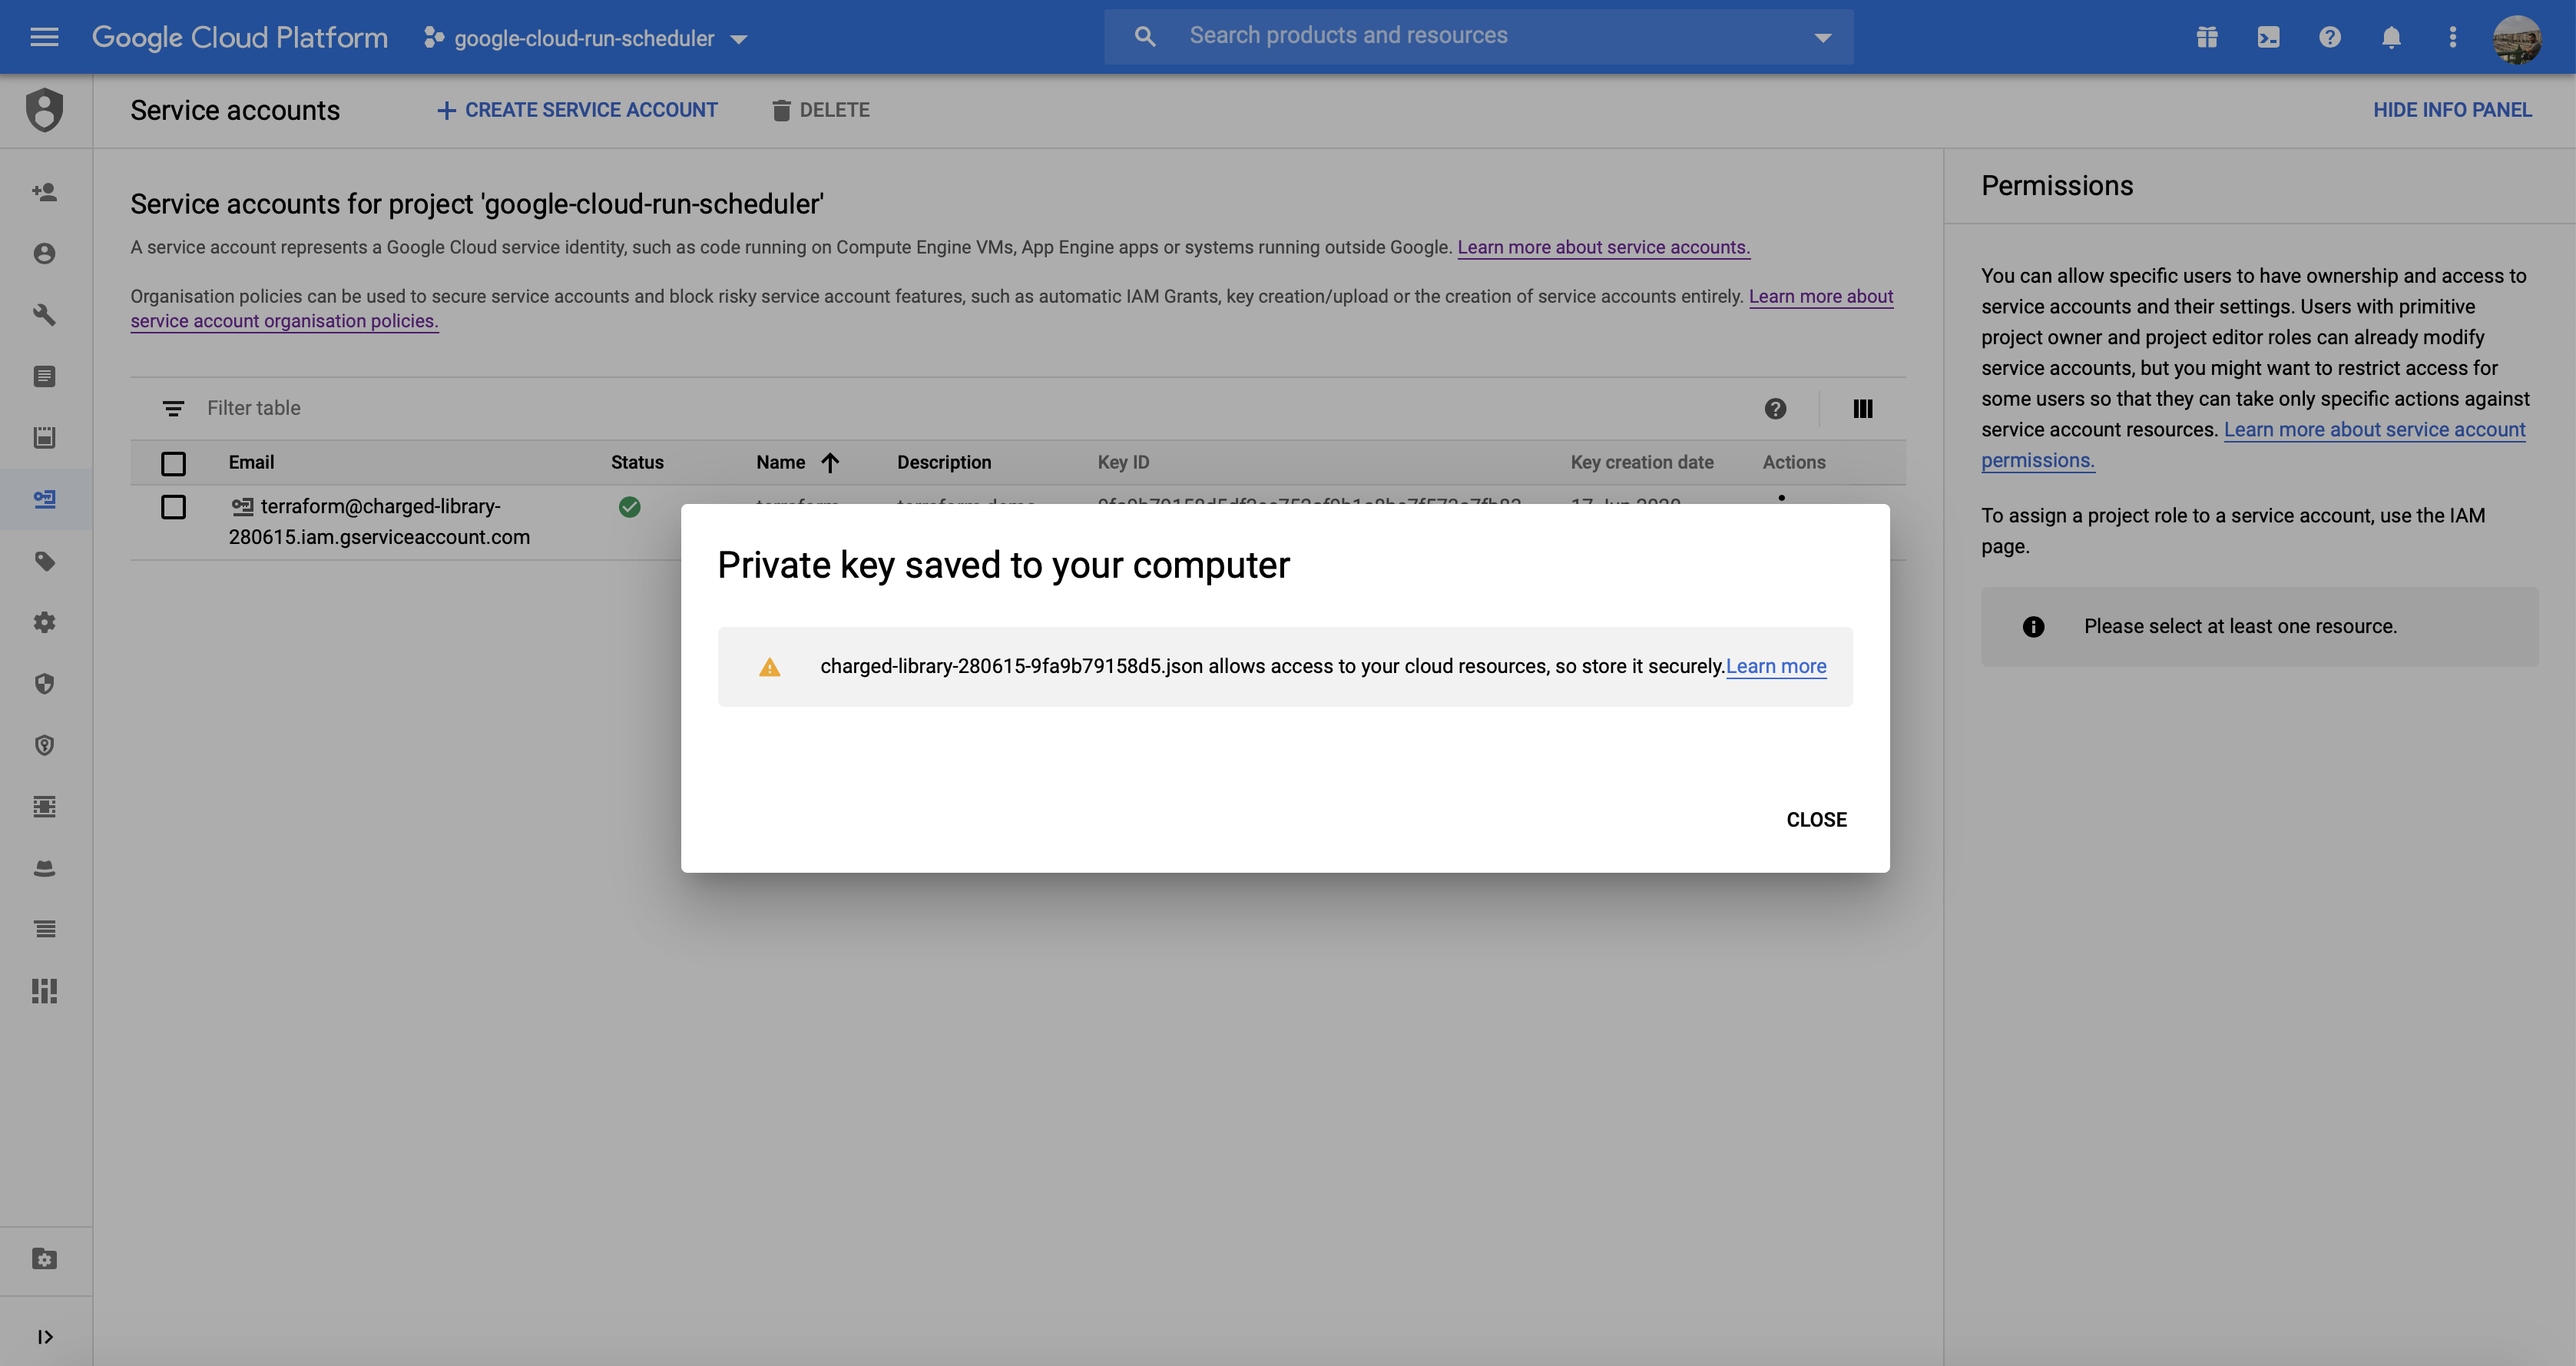 Google Cloud Platform
google-cloud-run-scheduler
Search products and resources
Service accounts
CREATE SERVICE ACCOUNT
DELETE
HIDE INFO PANEL
Service accounts for project 'google-cloud-run-scheduler'
A service account represents a Google Cloud service identity, such as code running on Compute Engine VMs, App Engine apps or systems running outside Google. Learn more about service accounts.
Organisation policies can be used to secure service accounts and block risky service account features, such as automatic IAM Grants, key creation/upload or the creation of service accounts entirely. Learn more about
service account organisation policies.
Filter table
Email Status Name Description Key ID Key creation date Actions
terraform@charged-library-
280615.iam.gserviceaccount.com
Private key saved to your computer
charged-library-280615-9fa9b79158d5.json allows access to your cloud resources, so store it securely.Learn more
CLOSE
Permissions
You can allow specific users to have ownership and access to
service accounts and their settings. Users with primitive
project owner and project editor roles can already modify
service accounts, but you might want to restrict access for
some users so that they can take only specific actions against
service account resources. Learn more about service account
permissions.
To assign a project role to a service account, use the IAM
page.
Please select at least one resource.